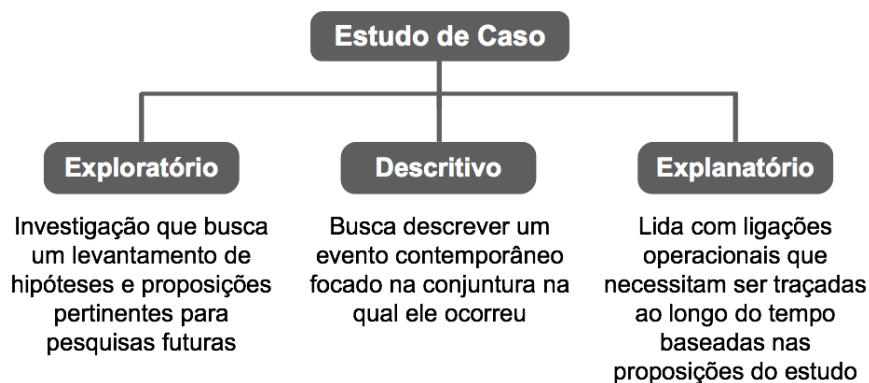 Estudo de Caso
Exploratório
Investigação que busca
um levantamento de
hipóteses e proposições
pertinentes para
pesquisas futuras
Descritivo
Busca descrever um
evento contemporâneo
focado na conjuntura na
qual ele ocorreu
Explanatório
Lida com ligações
operacionais que
necessitam ser traçadas
ao longo do tempo
baseadas nas
proposições do estudo